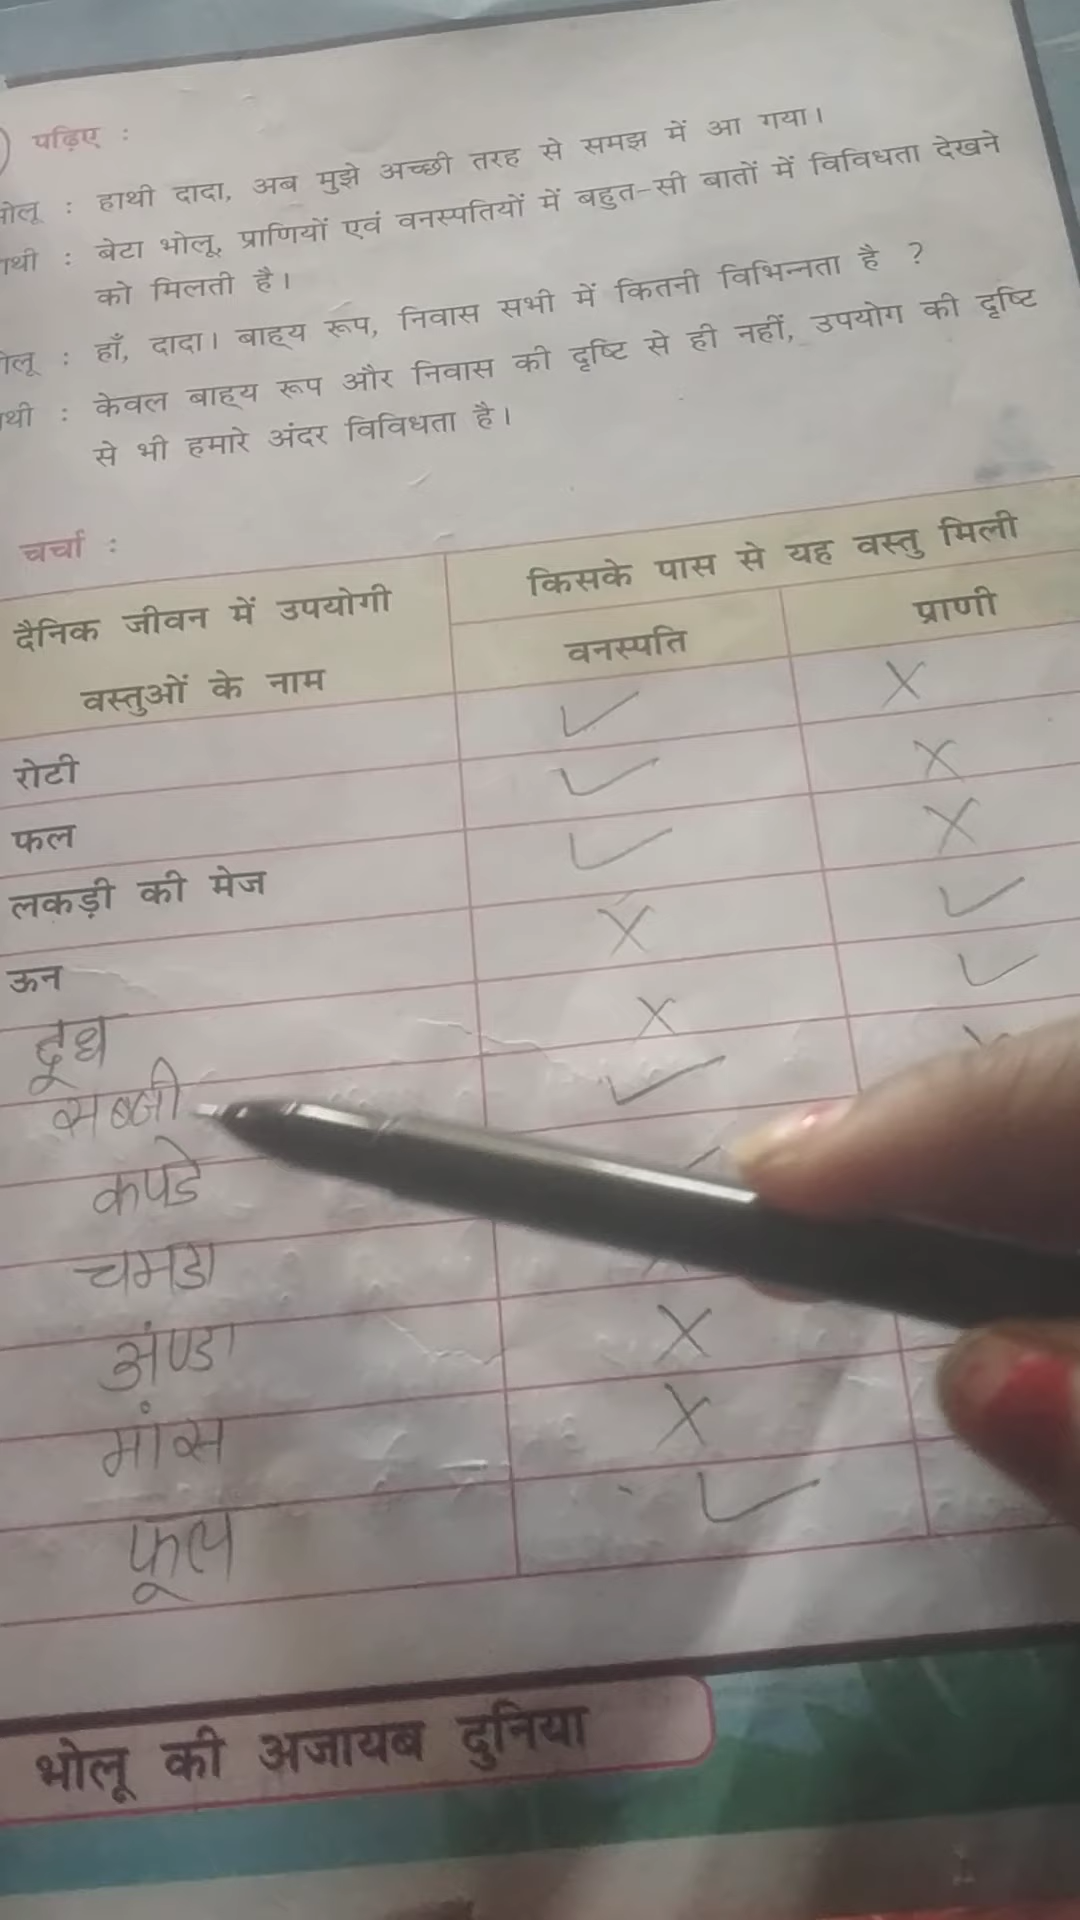 पढ़िए :
भोलू : हाथी दादा, अब मुझे अच्छी तरह से समझ में आ गया।
हाथी : बेटा भोलू, प्राणियों एवं वनस्पतियों में बहुत-सी बातों में विविधता देखने
को मिलती है।
भोलू : हाँ, दादा। बाह्य रूप, निवास सभी में कितनी विभिन्नता है ?
हाथी : केवल बाह्य रूप और निवास की दृष्टि से ही नहीं, उपयोग की दृष्टि
से भी हमारे अंदर विविधता है।
चर्चा :
दैनिक जीवन में उपयोगी
वस्तुओं के नाम
किसके पास से यह वस्तु मिली
वनस्पति प्राणी
रोटी ✓ X
फल ✓ X
लकड़ी की मेज ✓ X
ऊन X ✓
दूध X ✓
सब्जी ✓
कपडे
चमडा
अंण्डा X
मांस X
फूल ✓
भोलू की अजायब दुनिया